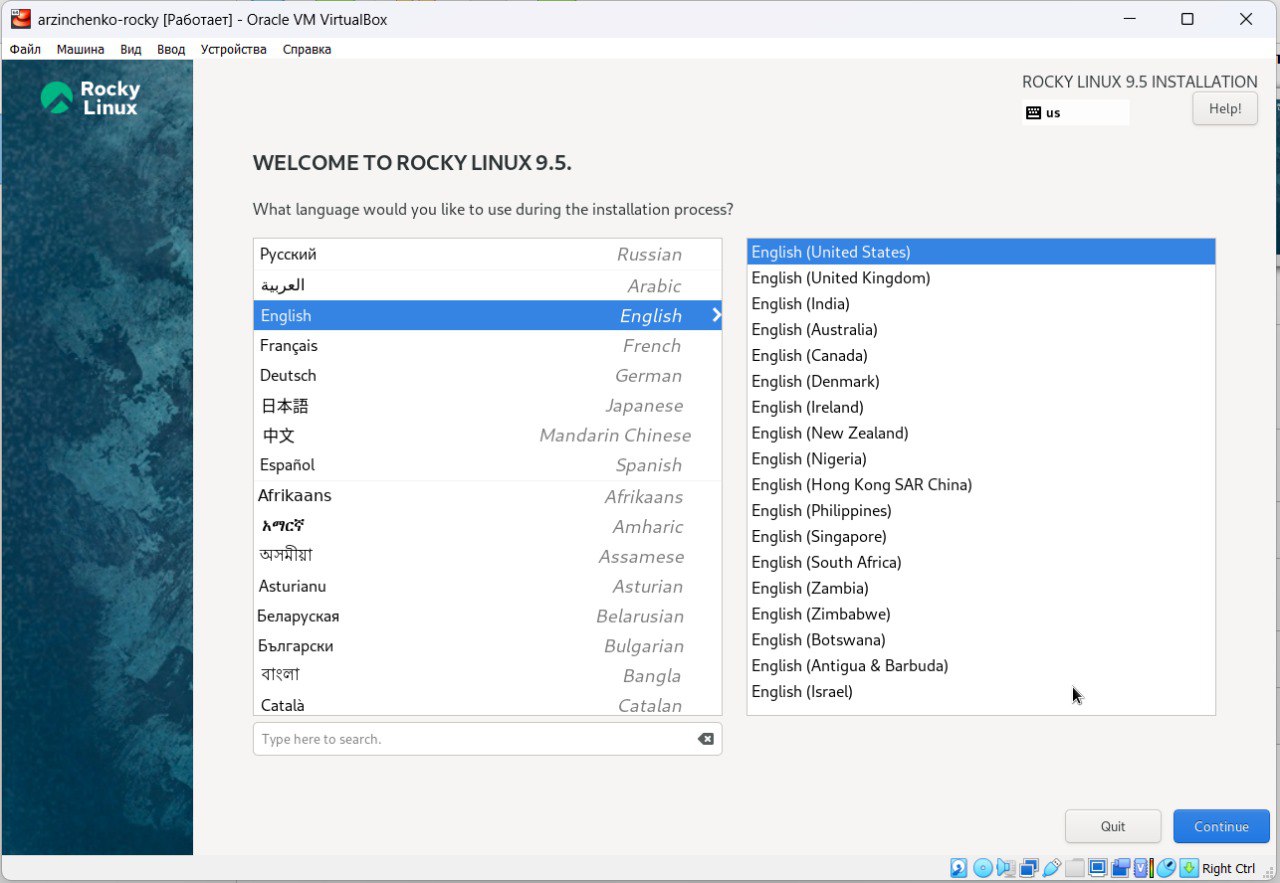 arzinchenko-rocky [Работает] - Oracle VM VirtualBox
Файл Машина Вид Ввод Устройства Справка
Rocky
Linux
ROCKY LINUX 9.5 INSTALLATION
us
Help!
WELCOME TO ROCKY LINUX 9.5.
What language would you like to use during the installation process?
Русский Russian
العربية Arabic
English English
Français French
Deutsch German
日本語 Japanese
中文 Mandarin Chinese
Español Spanish
Afrikaans Afrikaans
አማርኛ Amharic
অসমীয়া Assamese
Asturianu Asturian
Беларуская Belarusian
Български Bulgarian
বাংলা Bangla
Català Catalan
Type here to search.
English (United States)
English (United Kingdom)
English (India)
English (Australia)
English (Canada)
English (Denmark)
English (Ireland)
English (New Zealand)
English (Nigeria)
English (Hong Kong SAR China)
English (Philippines)
English (Singapore)
English (South Africa)
English (Zambia)
English (Zimbabwe)
English (Botswana)
English (Antigua & Barbuda)
English (Israel)
Quit
Continue
Right Ctrl